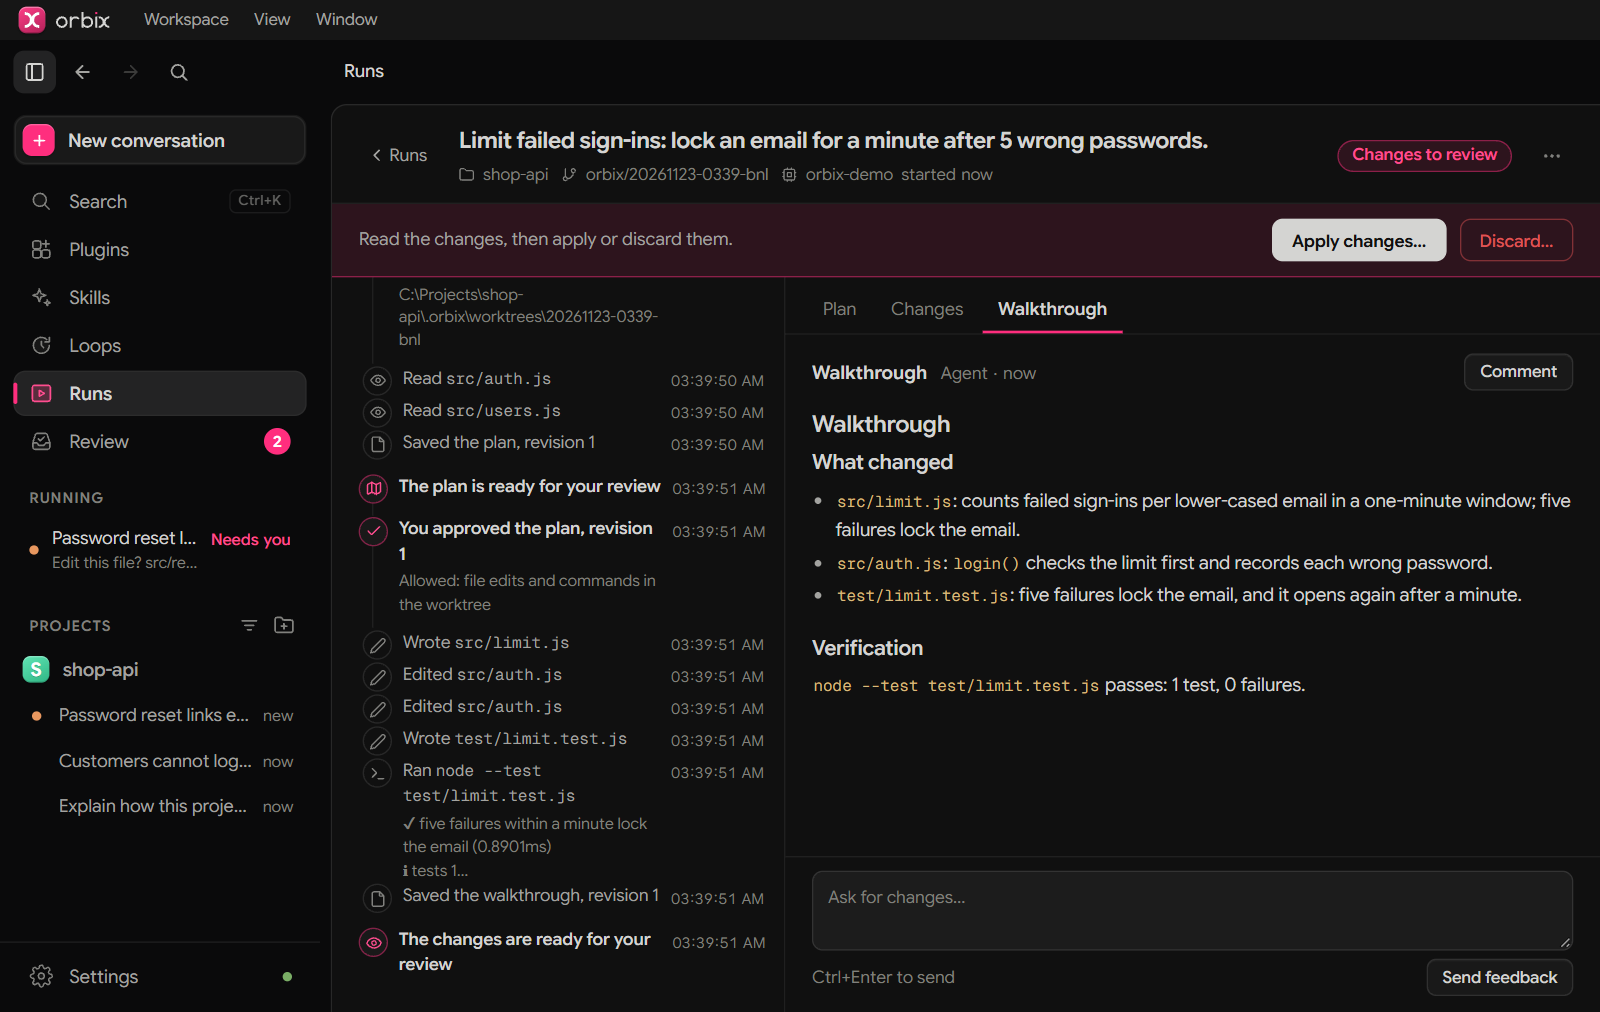 orbix
Workspace View Window
Runs
New conversation
Search Ctrl+K
Plugins
Skills
Loops
Runs
Review 2
RUNNING
Password reset l... Needs you
Edit this file? src/re...
PROJECTS
S shop-api
Password reset links e... new
Customers cannot log... now
Explain how this proje... now
Settings
Runs
Limit failed sign-ins: lock an email for a minute after 5 wrong passwords.
shop-api orbix/20261123-0339-bnl orbix-demo started now
Changes to review
Read the changes, then apply or discard them.
Apply changes...
Discard...
C:\Projects\shop-
api\.orbix\worktrees\20261123-0339-
bnl
Read src/auth.js 03:39:50 AM
Read src/users.js 03:39:50 AM
Saved the plan, revision 1 03:39:50 AM
The plan is ready for your review 03:39:51 AM
You approved the plan, revision 03:39:51 AM
1
Allowed: file edits and commands in
the worktree
Wrote src/limit.js 03:39:51 AM
Edited src/auth.js 03:39:51 AM
Edited src/auth.js 03:39:51 AM
Wrote test/limit.test.js 03:39:51 AM
Ran node --test 03:39:51 AM
test/limit.test.js
✓ five failures within a minute lock
the email (0.8901ms)
ℹ tests 1...
Saved the walkthrough, revision 1 03:39:51 AM
The changes are ready for your 03:39:51 AM
review
Plan Changes Walkthrough
Walkthrough Agent · now
Comment
Walkthrough
What changed
• src/limit.js: counts failed sign-ins per lower-cased email in a one-minute window; five
failures lock the email.
• src/auth.js: login() checks the limit first and records each wrong password.
• test/limit.test.js: five failures lock the email, and it opens again after a minute.
Verification
node --test test/limit.test.js passes: 1 test, 0 failures.
Ask for changes...
Ctrl+Enter to send
Send feedback